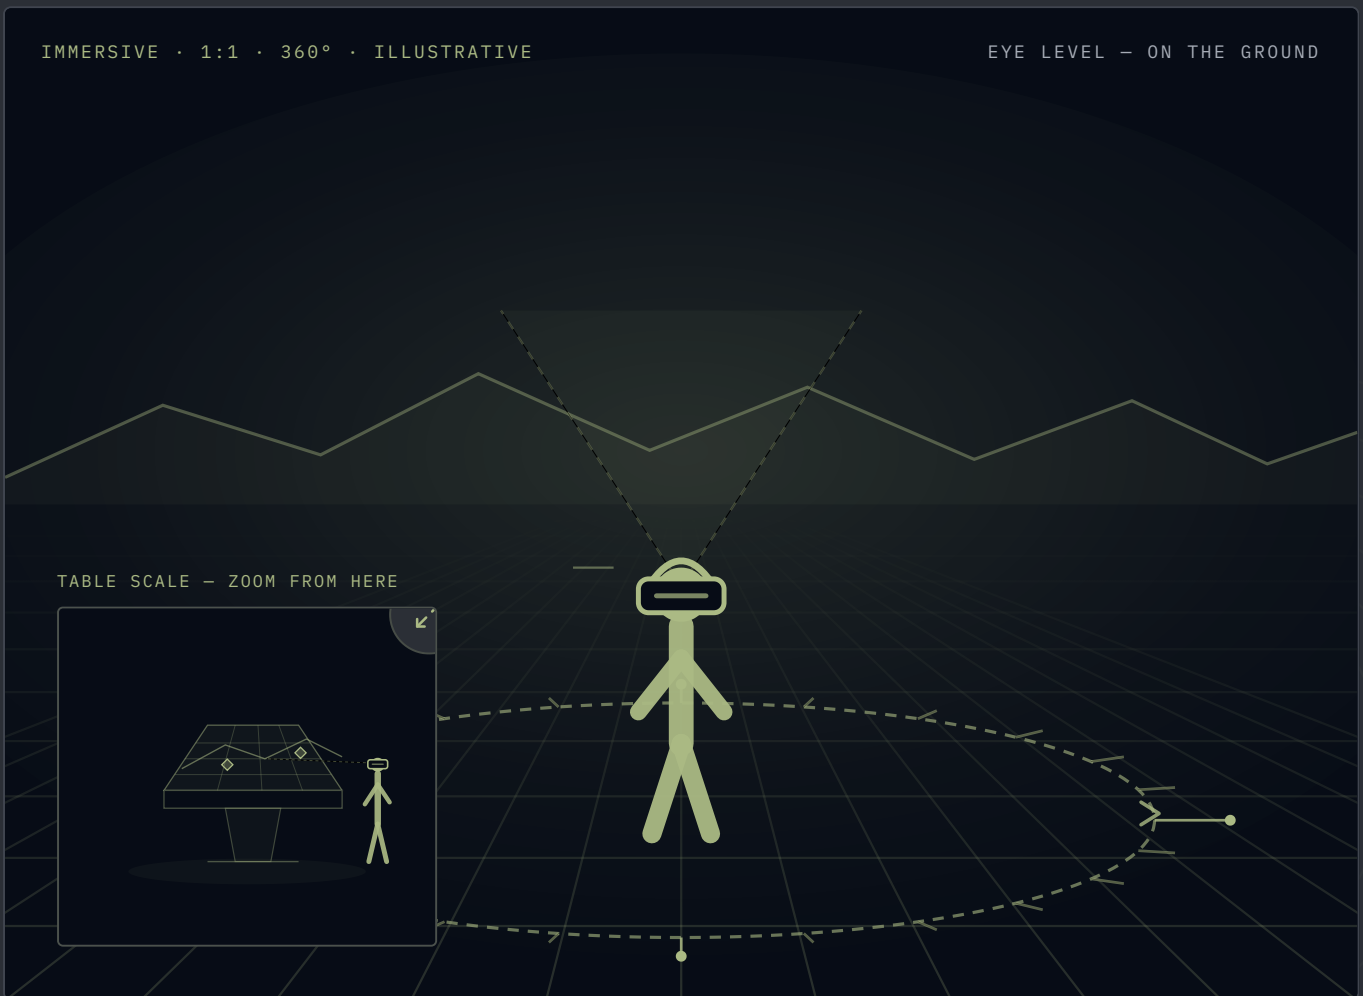 IMMERSIVE · 1:1 · 360° · ILLUSTRATIVE
EYE LEVEL — ON THE GROUND
TABLE SCALE — ZOOM FROM HERE